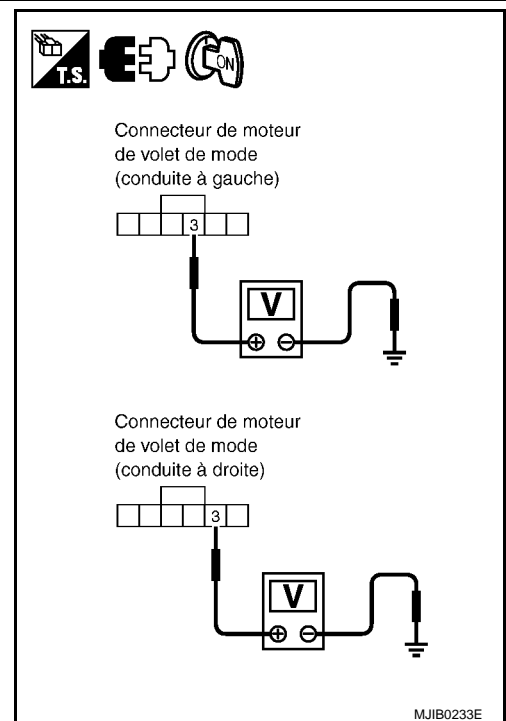 T.S.
ON
Connecteur de moteur
de volet de mode
(conduite à gauche)
3
V
+ −
Connecteur de moteur
de volet de mode
(conduite à droite)
3
V
+ −
MJIB0233E